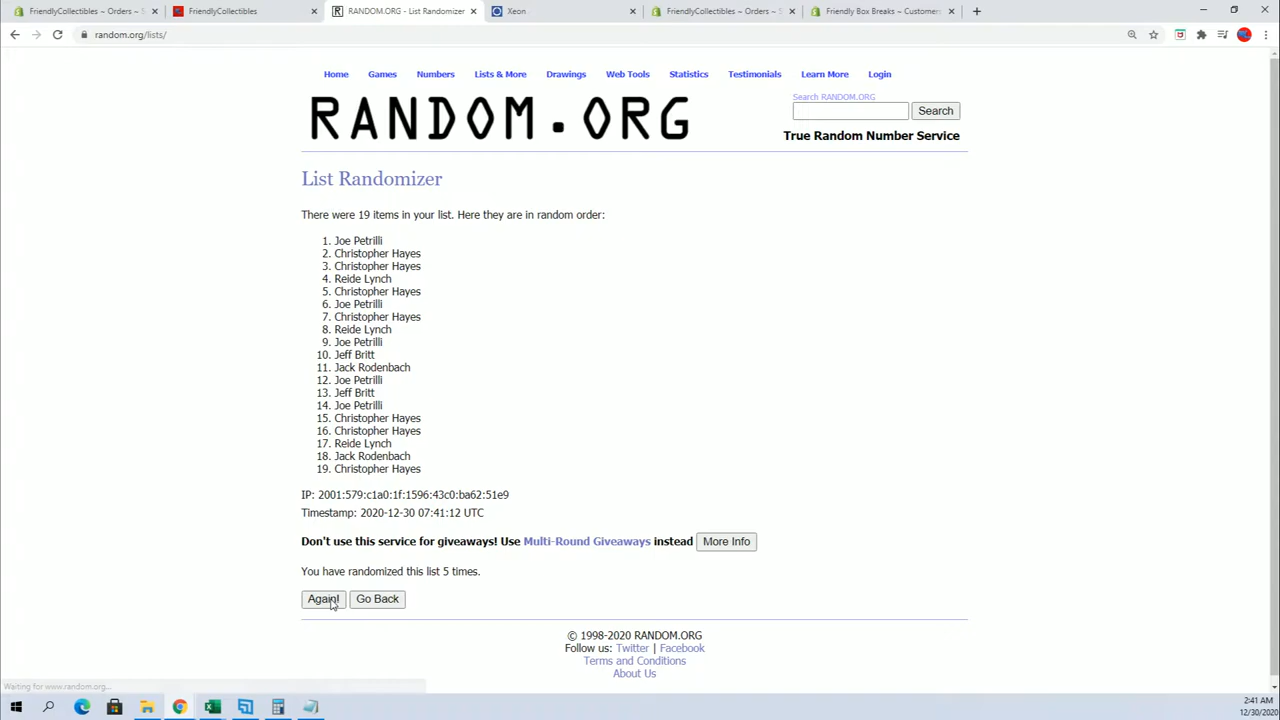 FriendlyCollectibles ~ Orders ~ S
FriendlyCollectibles
RANDOM.ORG - List Randomizer
Xeon
FriendlyCollectibles ~ Orders ~ S
Friendly Box Breaks ~ Customer
random.org/lists/
Home Games Numbers Lists & More Drawings Web Tools Statistics Testimonials Learn More Login
RANDOM.ORG
Search RANDOM.ORG
Search
True Random Number Service
List Randomizer
There were 19 items in your list. Here they are in random order:
1. Joe Petrilli
2. Christopher Hayes
3. Christopher Hayes
4. Reide Lynch
5. Christopher Hayes
6. Joe Petrilli
7. Christopher Hayes
8. Reide Lynch
9. Joe Petrilli
10. Jeff Britt
11. Jack Rodenbach
12. Joe Petrilli
13. Jeff Britt
14. Joe Petrilli
15. Christopher Hayes
16. Christopher Hayes
17. Reide Lynch
18. Jack Rodenbach
19. Christopher Hayes
IP: 2001:579:c1a0:1f:1596:43c0:ba62:51e9
Timestamp: 2020-12-30 07:41:12 UTC
Don't use this service for giveaways! Use Multi-Round Giveaways instead More Info
You have randomized this list 5 times.
Again! Go Back
© 1998-2020 RANDOM.ORG
Follow us: Twitter | Facebook
Terms and Conditions
About Us
Waiting for www.random.org...
2:41 AM
12/30/2020